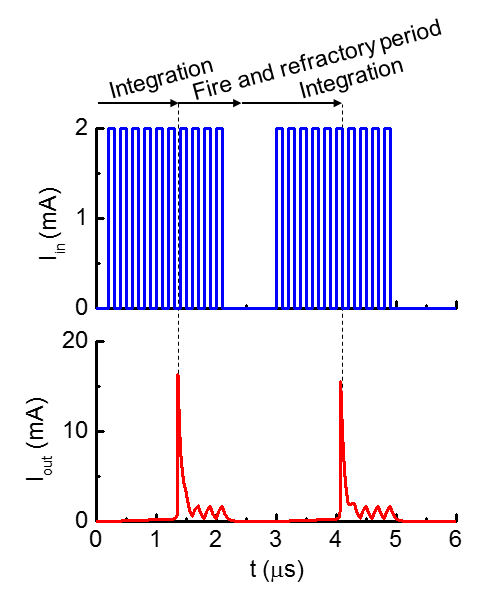 Integration
Fire and refractory period
Integration
2
1
0
I_in (mA)
20
10
0
I_out (mA)
0 1 2 3 4 5 6
t (μs)